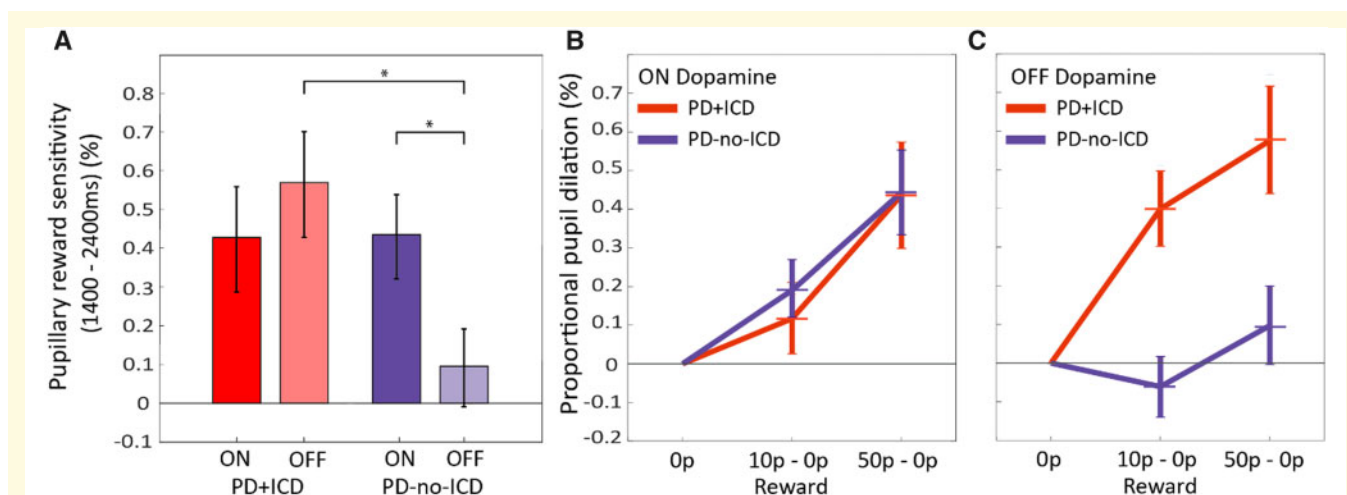 A
Pupillary reward sensitivity
(1400 - 2400ms) (%)
0.8
0.7
0.6
0.5
0.4
0.3
0.2
0.1
0
-0.1
*
*
ON OFF ON OFF
PD+ICD PD-no-ICD
B
Proportional pupil dilation (%)
0.7
0.6
0.5
0.4
0.3
0.2
0.1
0
-0.1
-0.2
ON Dopamine
PD+ICD
PD-no-ICD
0p 10p - 0p 50p - 0p
Reward
C
OFF Dopamine
PD+ICD
PD-no-ICD
0p 10p - 0p 50p - 0p
Reward